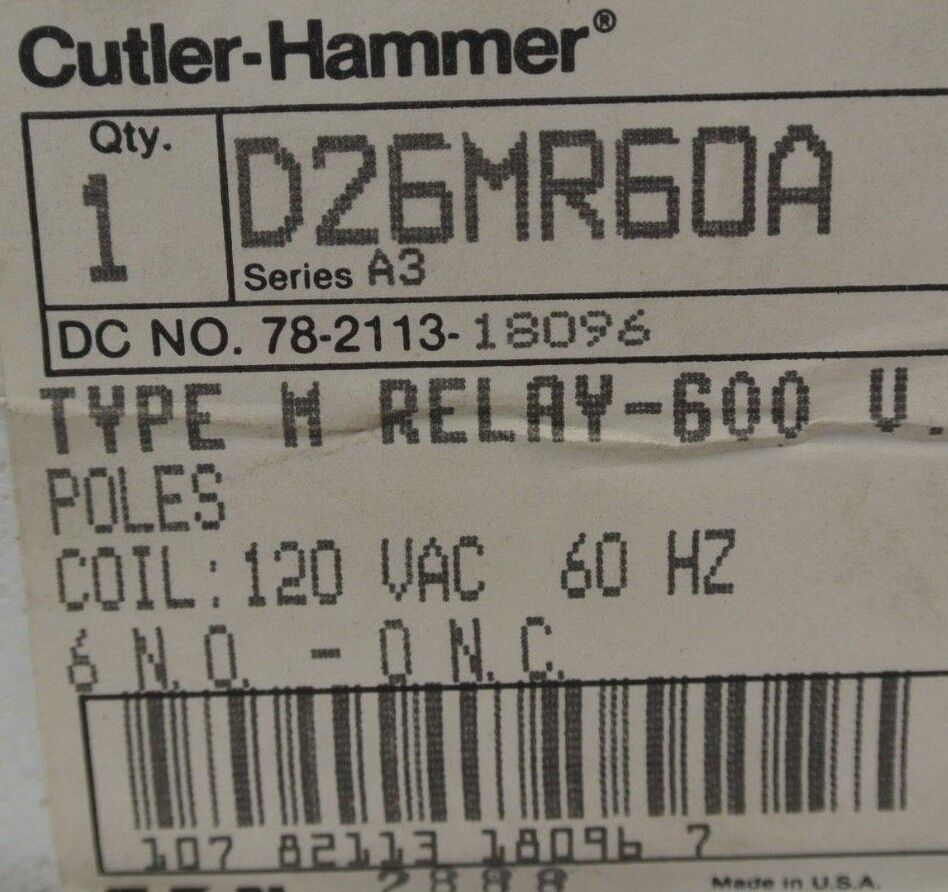 Cutler-Hammer®
Qty.
1
D26MR60A
Series A3
DC NO. 78-2113-18096
TYPE M RELAY-600 V.
POLES
COIL: 120 VAC 60 HZ
6 N.O. - 0 N.C.
107 82113 18096 7
2888
Made in U.S.A.